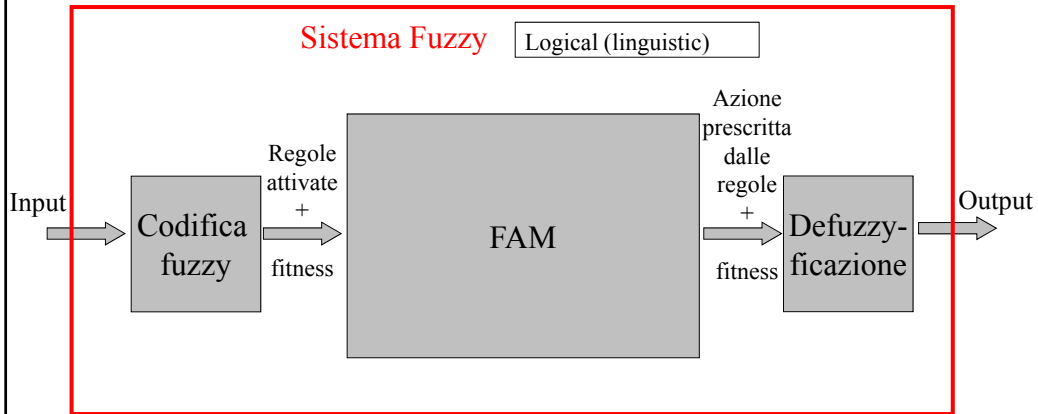 Sistema Fuzzy
Logical (linguistic)
Input
Codifica
fuzzy
Regole
attivate
+
fitness
FAM
Azione
prescritta
dalle
regole
+
fitness
Defuzzy-
ficazione
Output